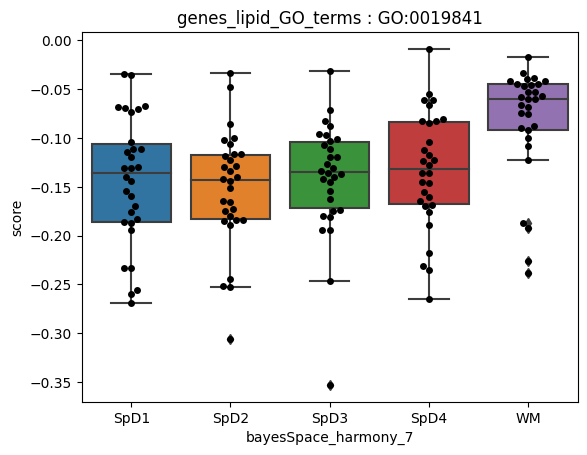 genes_lipid_GO_terms : GO:0019841
0.00
−0.05
−0.10
−0.15
−0.20
−0.25
−0.30
−0.35
score
SpD1 SpD2 SpD3 SpD4 WM
bayesSpace_harmony_7